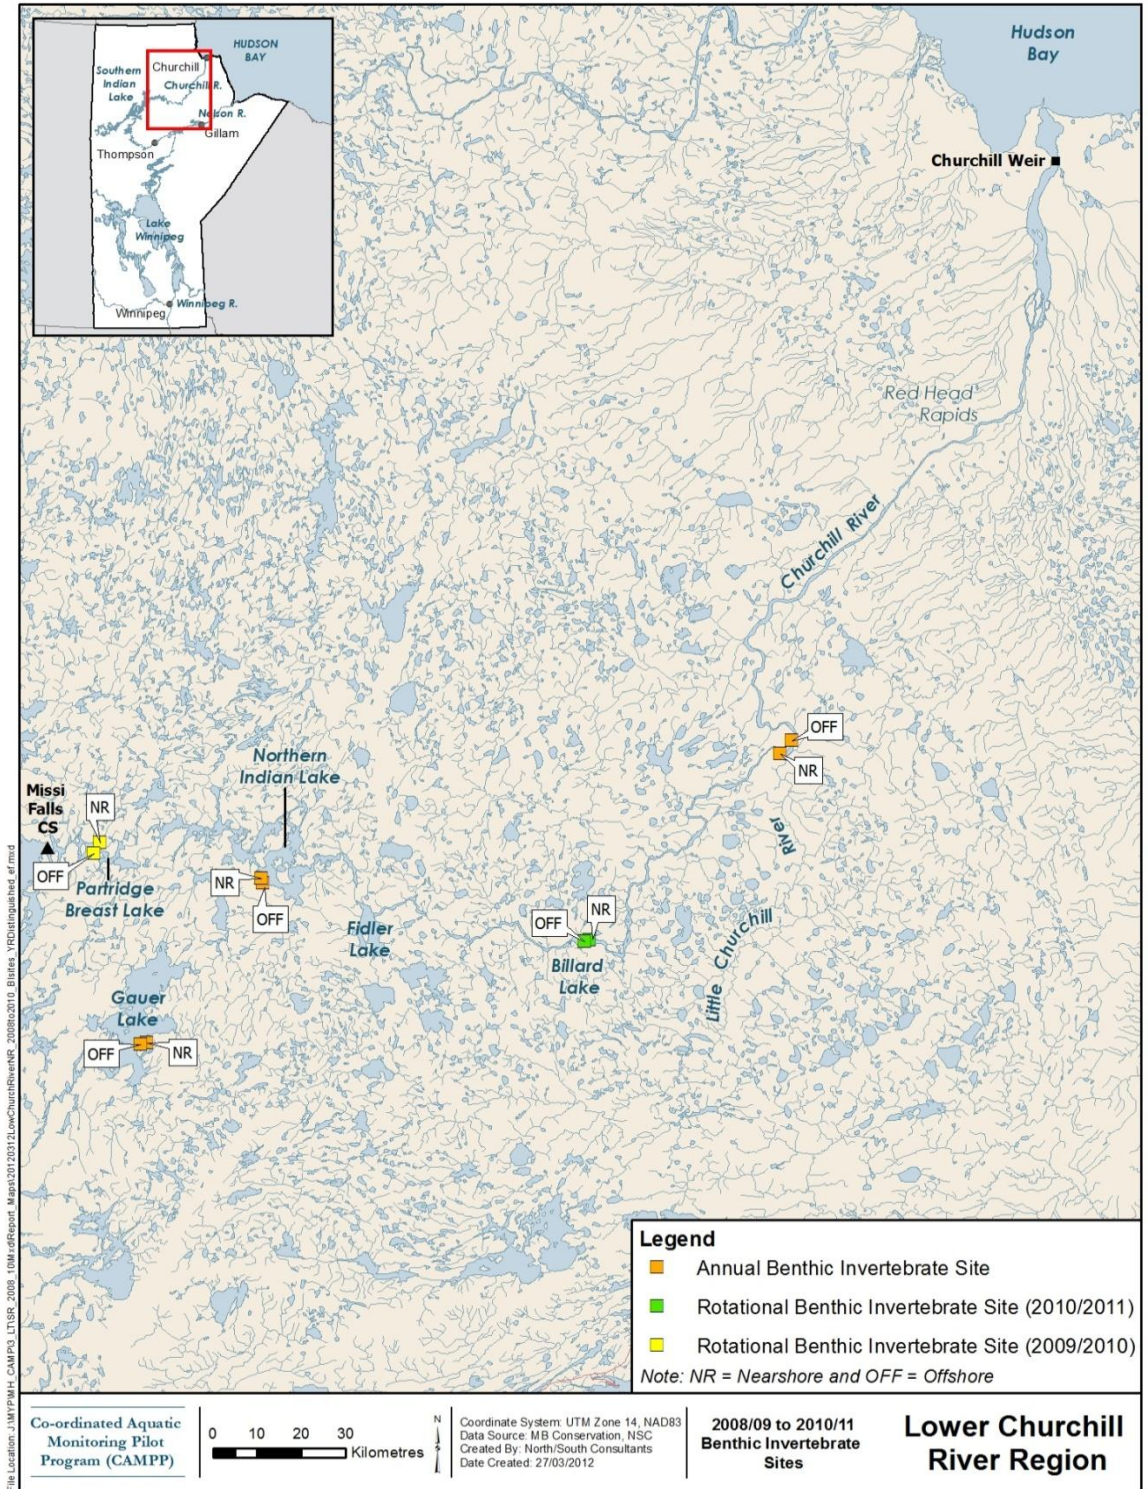 HUDSON
BAY
Churchill
Southern
Indian
Lake
Churchill R.
Nelson R.
Gillam
Thompson
Lake
Winnipeg
Winnipeg R.
Winnipeg
Hudson
Bay
Churchill Weir
Red Head
Rapids
Churchill River
OFF
NR
Northern
Indian Lake
Missi
Falls
CS
NR
OFF
Partridge
Breast Lake
NR
OFF
Fidler
Lake
OFF
NR
Billard
Lake
Little Churchill River
Gauer
Lake
OFF
NR
Legend
Annual Benthic Invertebrate Site
Rotational Benthic Invertebrate Site (2010/2011)
Rotational Benthic Invertebrate Site (2009/2010)
Note: NR = Nearshore and OFF = Offshore
Co-ordinated Aquatic
Monitoring Pilot
Program (CAMPP)
0 10 20 30
Kilometres
N
Coordinate System: UTM Zone 14, NAD83
Data Source: MB Conservation, NSC
Created By: North/South Consultants
Date Created: 27/03/2012
2008/09 to 2010/11
Benthic Invertebrate
Sites
Lower Churchill
River Region